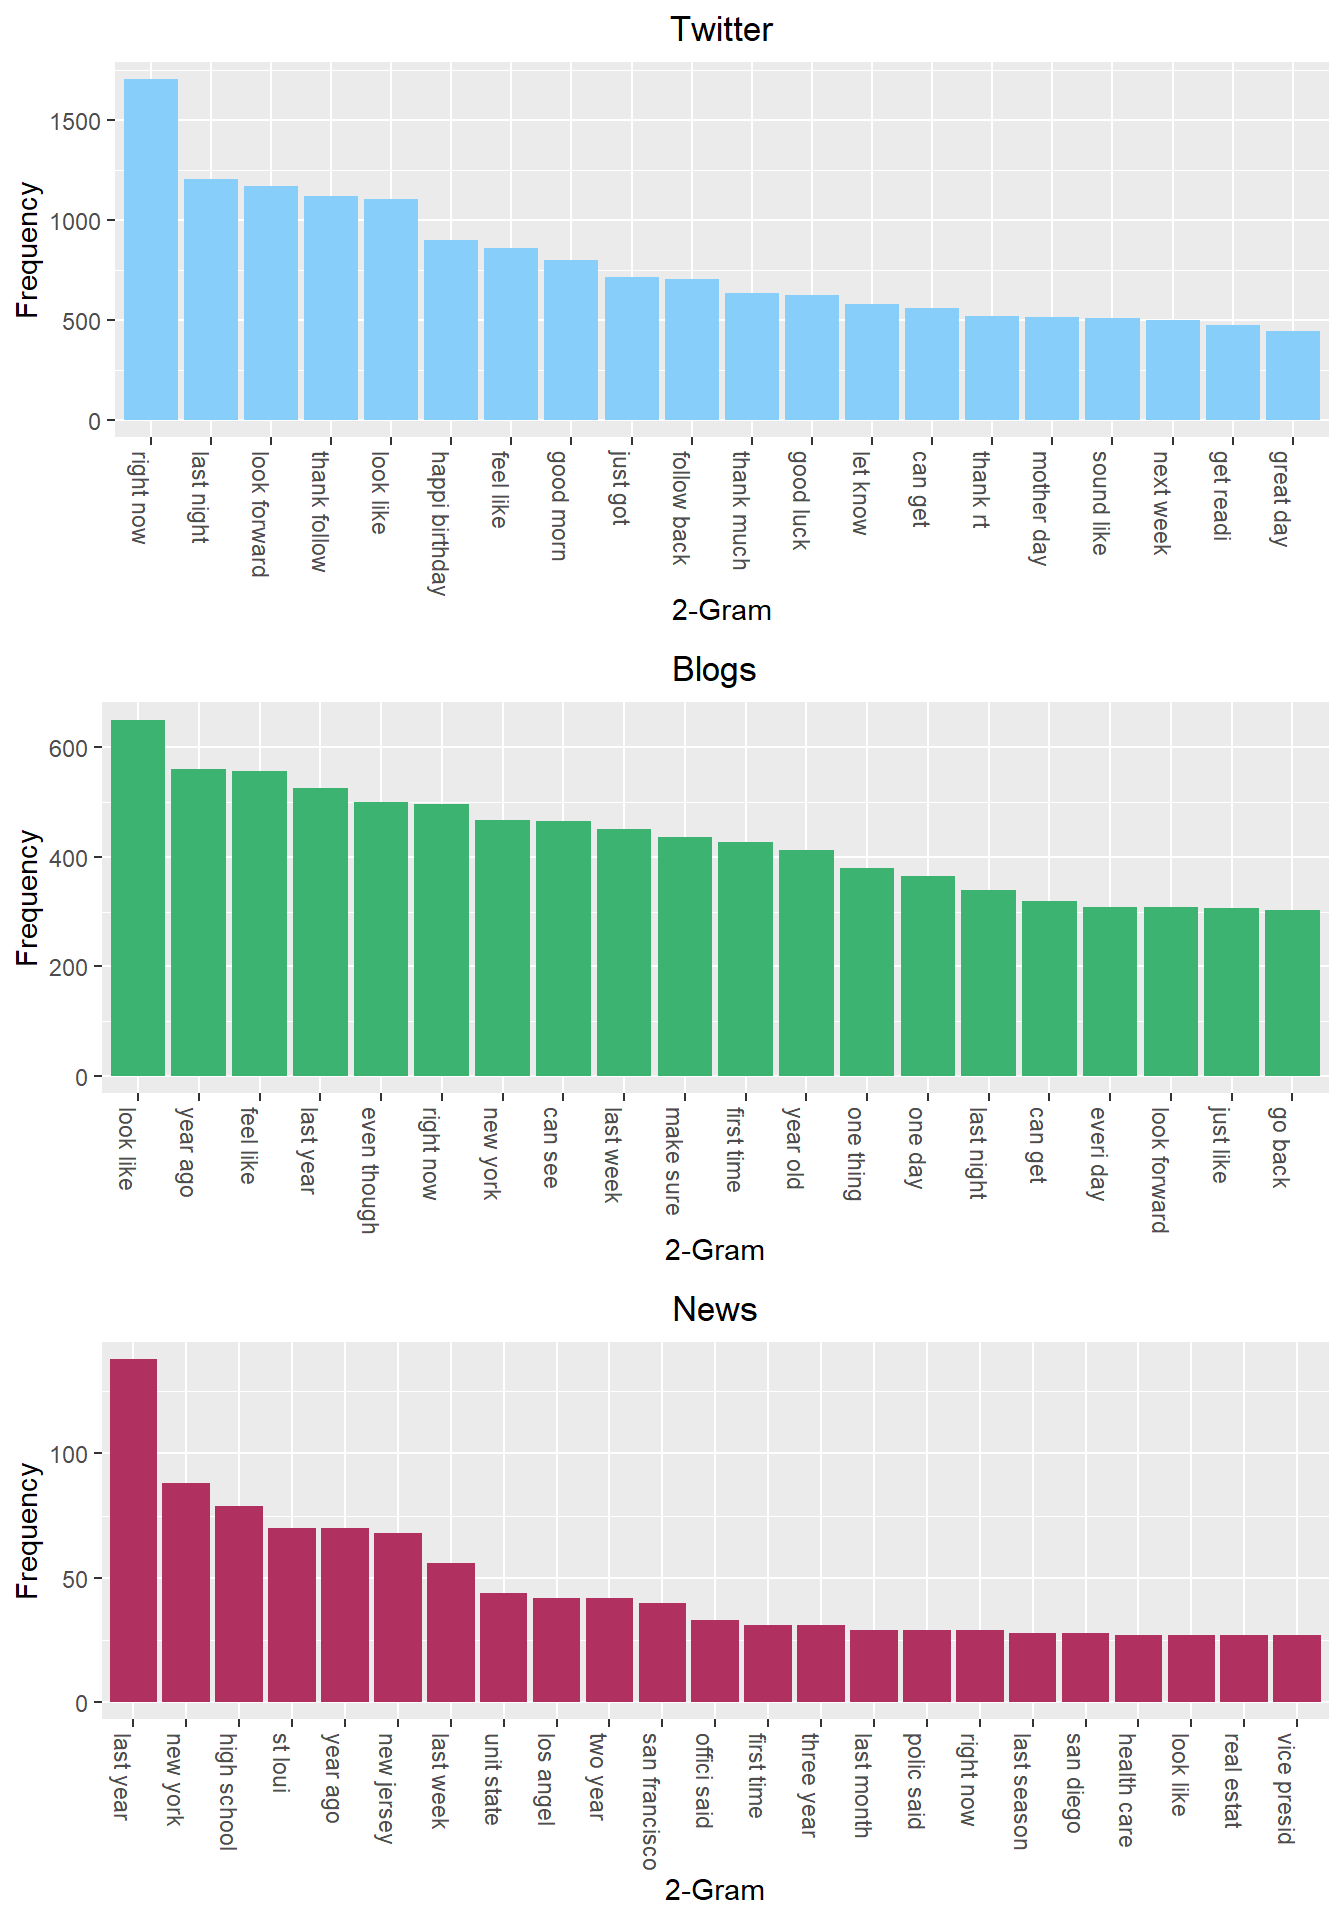 Twitter
Frequency
1500
1000
500
0
right now
last night
look forward
thank follow
look like
happi birthday
feel like
good morn
just got
follow back
thank much
good luck
let know
can get
thank rt
mother day
sound like
next week
get readi
great day
2-Gram
Blogs
Frequency
600
400
200
0
look like
year ago
feel like
last year
even though
right now
new york
can see
last week
make sure
first time
year old
one thing
one day
last night
can get
everi day
look forward
just like
go back
2-Gram
News
Frequency
100
50
0
last year
new york
high school
st loui
year ago
new jersey
last week
unit state
los angel
two year
san francisco
offici said
first time
three year
last month
polic said
right now
last season
san diego
health care
look like
real estat
vice presid
2-Gram